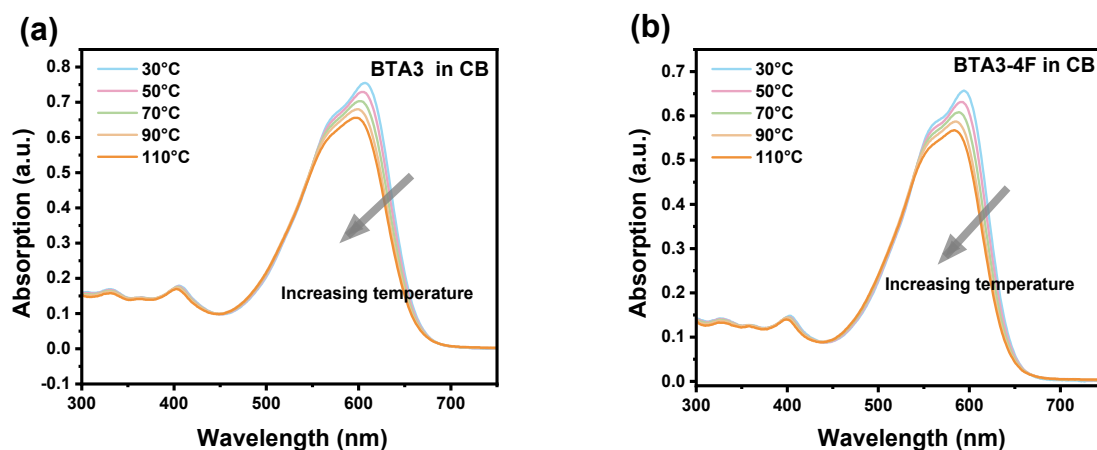 (a)
BTA3 in CB
30°C
50°C
70°C
90°C
110°C
Increasing temperature
Absorption (a.u.)
0.8
0.7
0.6
0.5
0.4
0.3
0.2
0.1
0.0
-0.1
300 400 500 600 700
Wavelength (nm)
(b)
BTA3-4F in CB
30°C
50°C
70°C
90°C
110°C
Increasing temperature
Absorption (a.u.)
0.7
0.6
0.5
0.4
0.3
0.2
0.1
0.0
300 400 500 600 700
Wavelength (nm)